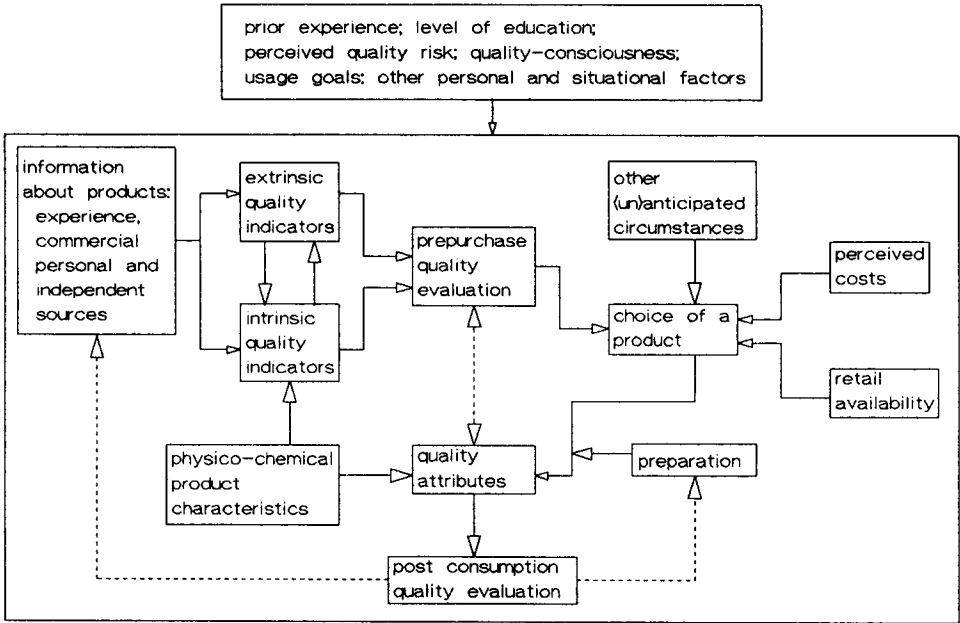 prior experience; level of education;
perceived quality risk; quality-consciousness;
usage goals; other personal and situational factors
information
about products:
experience,
commercial
personal and
independent
sources
extrinsic
quality
indicators
intrinsic
quality
indicators
prepurchase
quality
evaluation
other
(un)anticipated
circumstances
choice of a
product
perceived
costs
retail
availability
physico-chemical
product
characteristics
quality
attributes
preparation
post consumption
quality evaluation